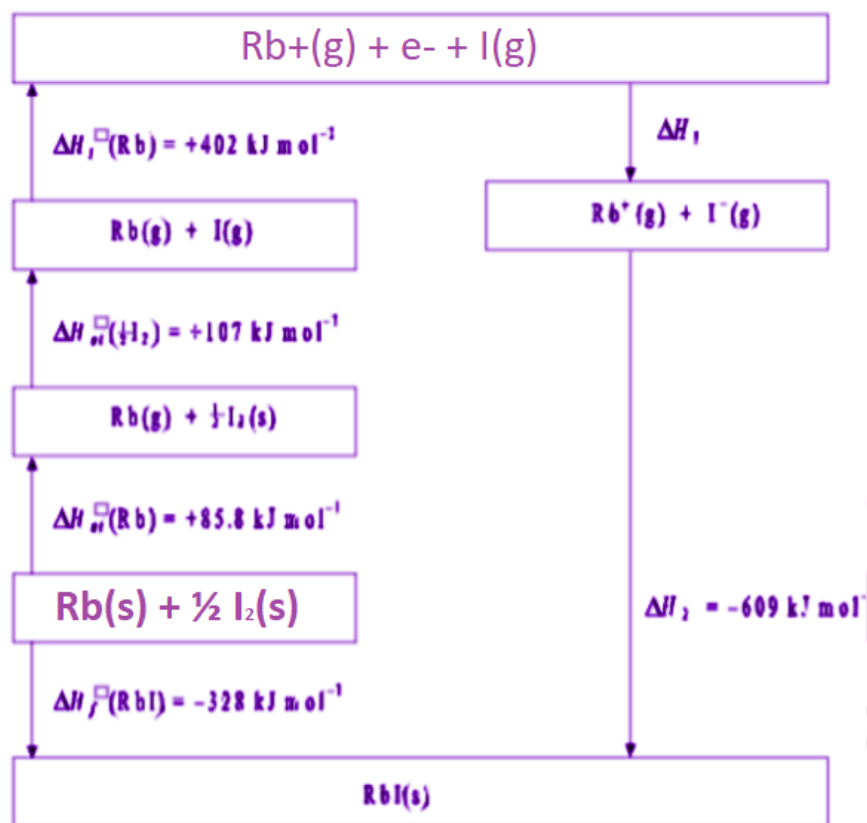 Rb+(g) + e- + I(g)
ΔH₁□(Rb) = +402 kJ mol⁻¹
ΔH₁
Rb(g) + I(g)
Rb⁺(g) + I⁻(g)
ΔHat□(½I₂) = +107 kJ mol⁻¹
Rb(g) + ½I₂(s)
ΔHat□(Rb) = +85.8 kJ mol⁻¹
Rb(s) + ½ I₂(s)
ΔH₂ = -609 kJ mol⁻
ΔHf□(RbI) = -328 kJ mol⁻¹
RbI(s)